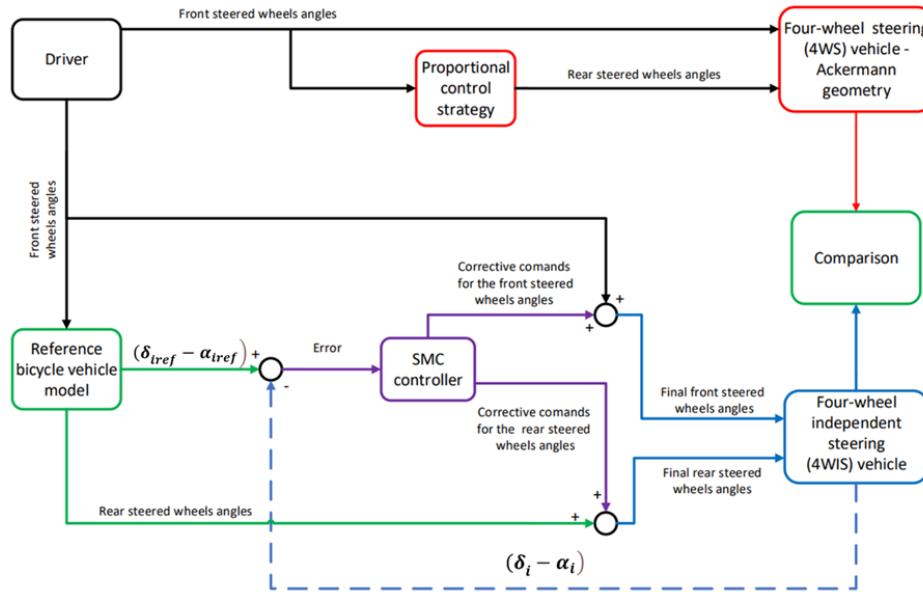 Front steered wheels angles
Driver
Four-wheel steering
(4WS) vehicle -
Ackermann
geometry
Proportional
control
strategy
Rear steered wheels angles
Front steered
wheels angles
Corrective comands
for the front steered
wheels angles
+
+
Comparison
Reference
bicycle vehicle
model
(δiref − αiref)
+
-
Error
SMC
controller
Final front steered
wheels angles
Corrective comands
for the rear steered
wheels angles
Four-wheel
independent
steering
(4WIS) vehicle
Final rear steered
wheels angles
+
+
Rear steered wheels angles
(δi − αi)